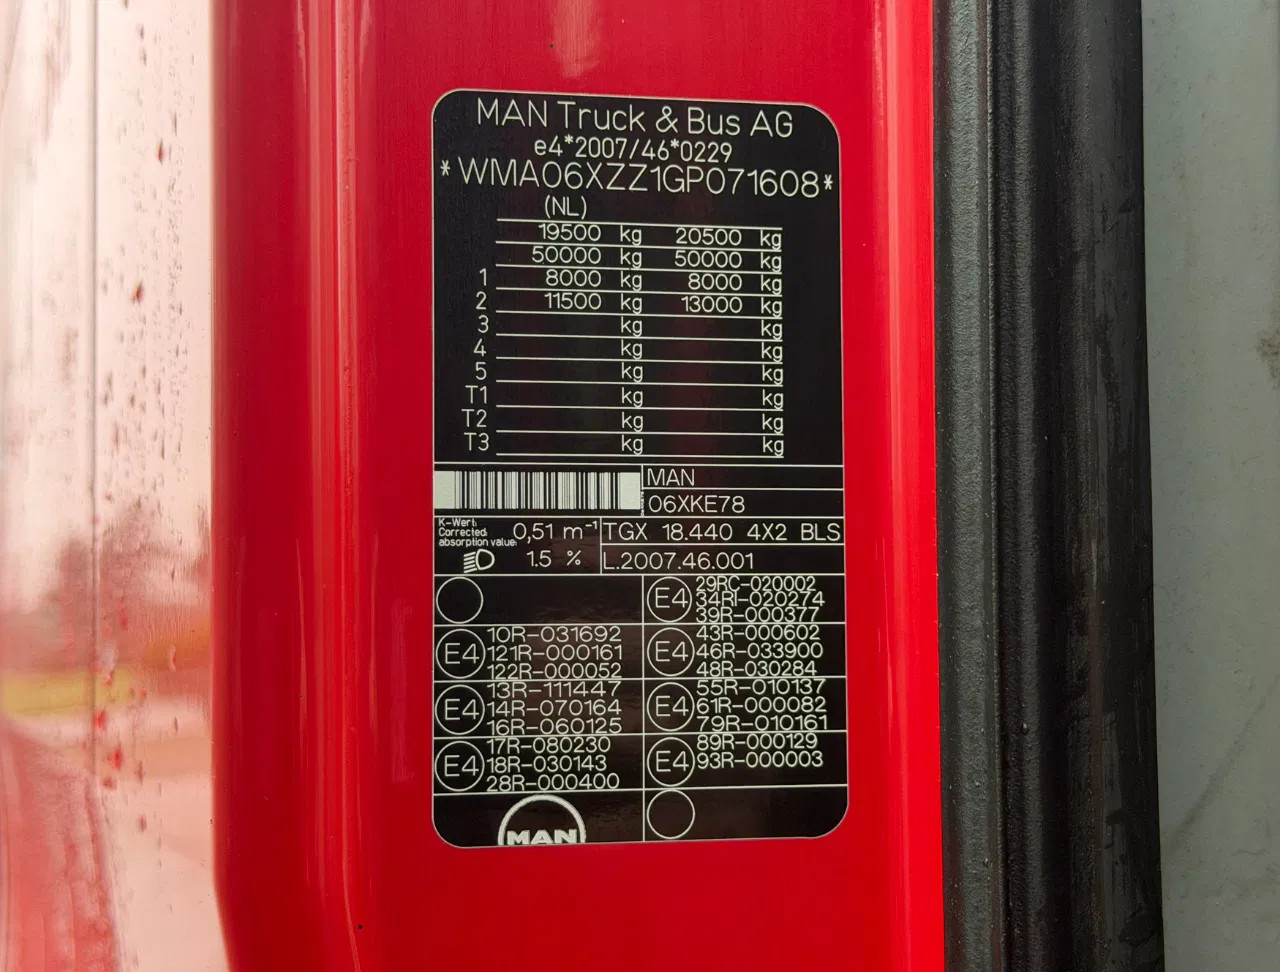 MAN Truck & Bus AG
e4*2007/46*0229
*WMA06XZZ1GP071608*
(NL)
19500 kg 20500 kg
50000 kg 50000 kg
1 8000 kg 8000 kg
2 11500 kg 13000 kg
3 kg kg
4 kg kg
5 kg kg
T1 kg kg
T2 kg kg
T3 kg kg
MAN
06XKE78
K-Wert:
Corrected
absorption value:
0,51 m⁻¹
TGX 18.440 4X2 BLS
1.5 %
L.2007.46.001
E4
29RC-020002
34RI-020274
39R-000377
E4
10R-031692
121R-000161
122R-000052
E4
43R-000602
46R-033900
48R-030284
E4
13R-111447
14R-070164
16R-060125
E4
55R-010137
61R-000082
79R-010161
E4
17R-080230
18R-030143
28R-000400
E4
89R-000129
93R-000003
MAN